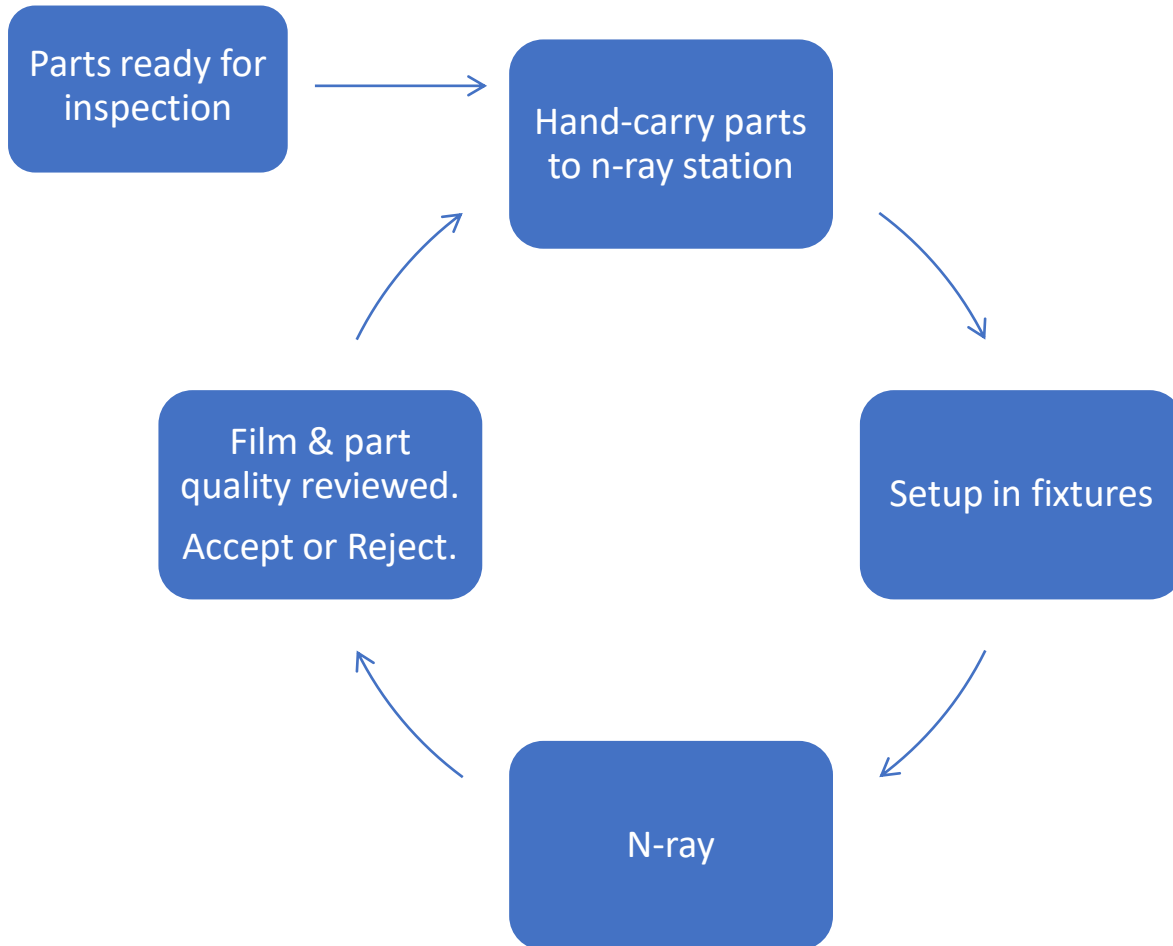 Parts ready for
inspection
Hand-carry parts
to n-ray station
Setup in fixtures
N-ray
Film & part
quality reviewed.
Accept or Reject.